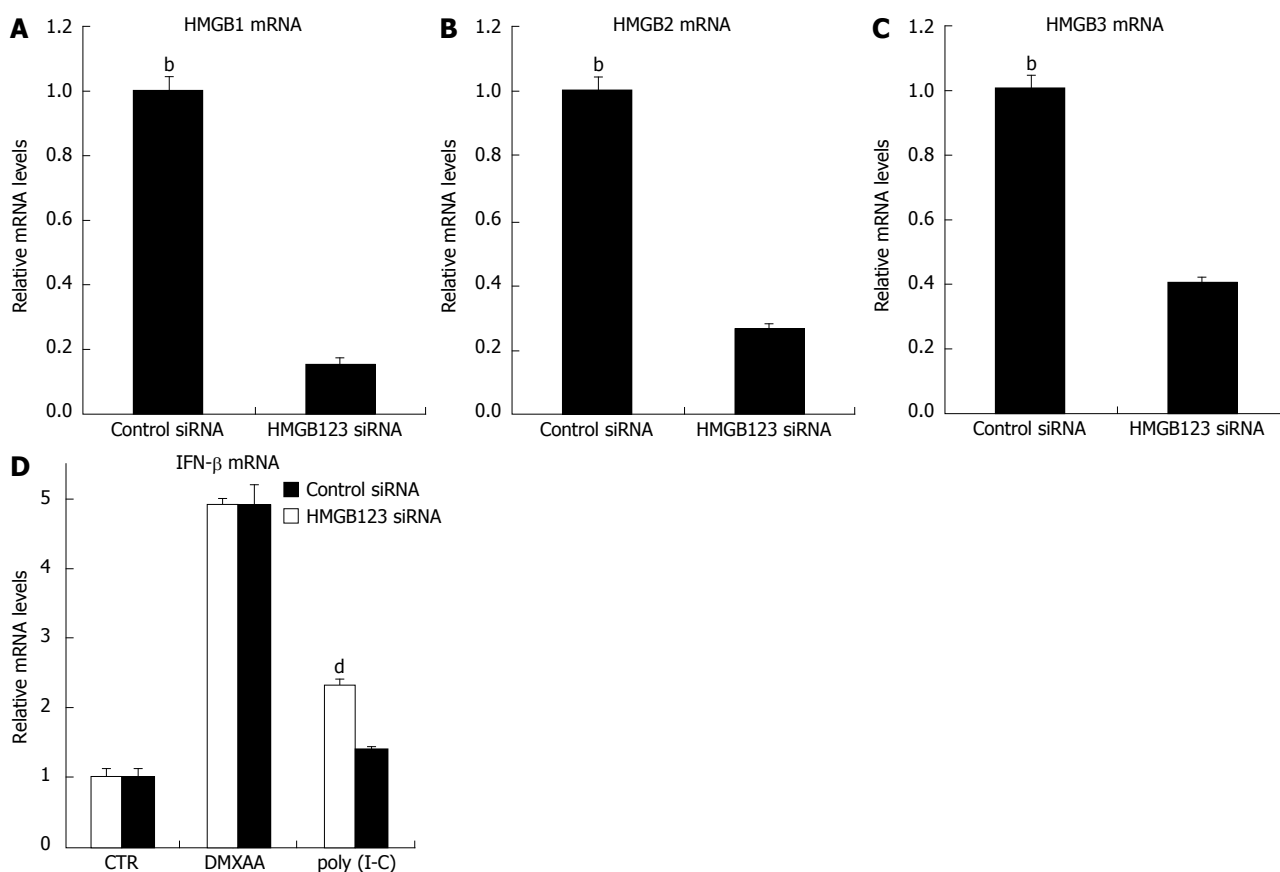 A
HMGB1 mRNA
Relative mRNA levels
1.2
1.0
0.8
0.6
0.4
0.2
0.0
b
Control siRNA
HMGB123 siRNA
B
HMGB2 mRNA
Relative mRNA levels
1.2
1.0
0.8
0.6
0.4
0.2
0.0
b
Control siRNA
HMGB123 siRNA
C
HMGB3 mRNA
Relative mRNA levels
1.2
1.0
0.8
0.6
0.4
0.2
0.0
b
Control siRNA
HMGB123 siRNA
D
IFN-β mRNA
Control siRNA
HMGB123 siRNA
Relative mRNA levels
5
4
3
2
1
0
d
CTR
DMXAA
poly (I-C)